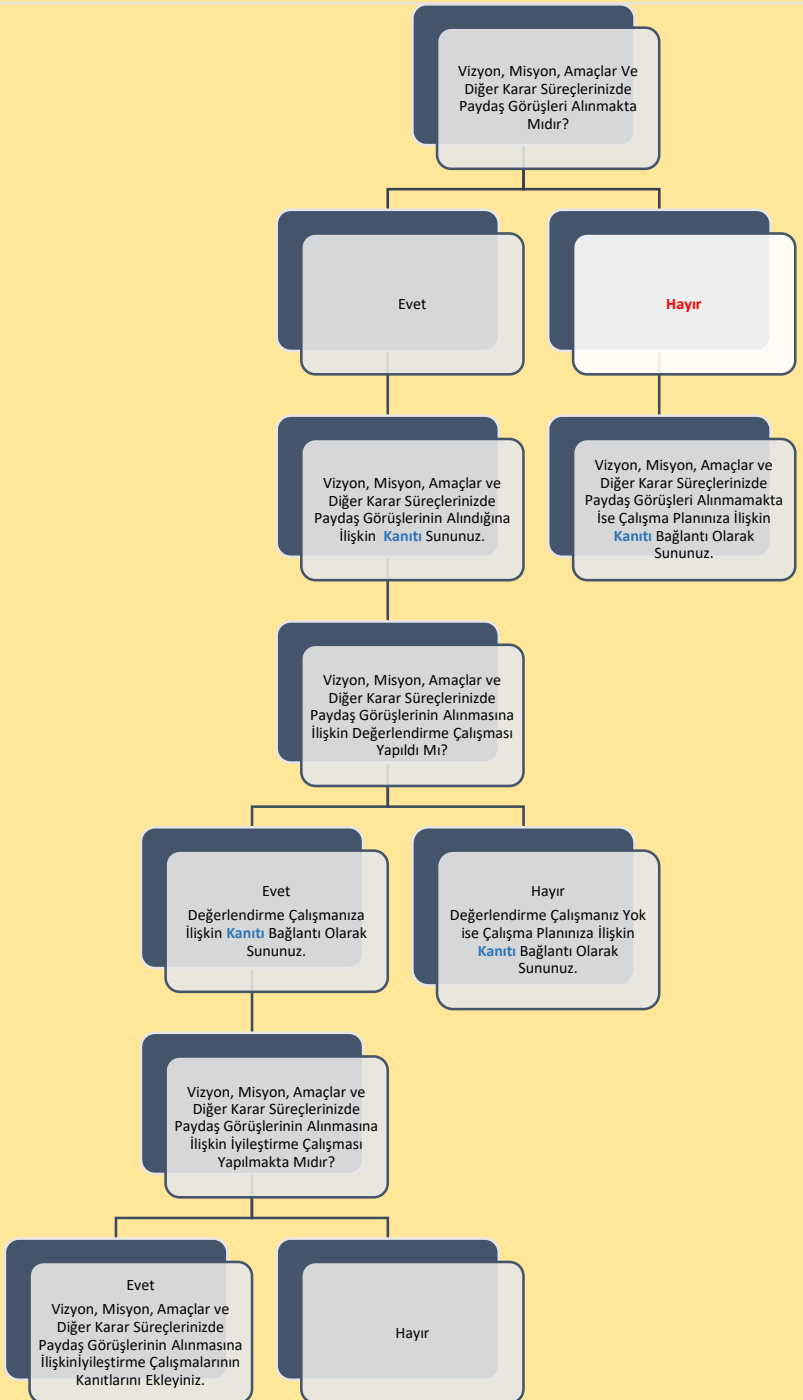 Vizyon, Misyon, Amaçlar Ve
Diğer Karar Süreçlerinizde
Paydaş Görüşleri Alınmakta
Mıdır?
Evet
Hayır
Vizyon, Misyon, Amaçlar ve
Diğer Karar Süreçlerinizde
Paydaş Görüşlerinin Alındığına
İlişkin Kanıtı Sununuz.
Vizyon, Misyon, Amaçlar ve
Diğer Karar Süreçlerinizde
Paydaş Görüşleri Alınmamakta
İse Çalışma Planınıza İlişkin
Kanıtı Bağlantı Olarak
Sununuz.
Vizyon, Misyon, Amaçlar ve
Diğer Karar Süreçlerinizde
Paydaş Görüşlerinin Alınmasına
İlişkin Değerlendirme Çalışması
Yapıldı Mı?
Evet
Değerlendirme Çalışmanıza
İlişkin Kanıtı Bağlantı Olarak
Sununuz.
Hayır
Değerlendirme Çalışmanız Yok
ise Çalışma Planınıza İlişkin
Kanıtı Bağlantı Olarak
Sununuz.
Vizyon, Misyon, Amaçlar ve
Diğer Karar Süreçlerinizde
Paydaş Görüşlerinin Alınmasına
İlişkin İyileştirme Çalışması
Yapılmakta Mıdır?
Evet
Vizyon, Misyon, Amaçlar ve
Diğer Karar Süreçlerinizde
Paydaş Görüşlerinin Alınmasına
İlişkinİyileştirme Çalışmalarının
Kanıtlarını Ekleyiniz.
Hayır